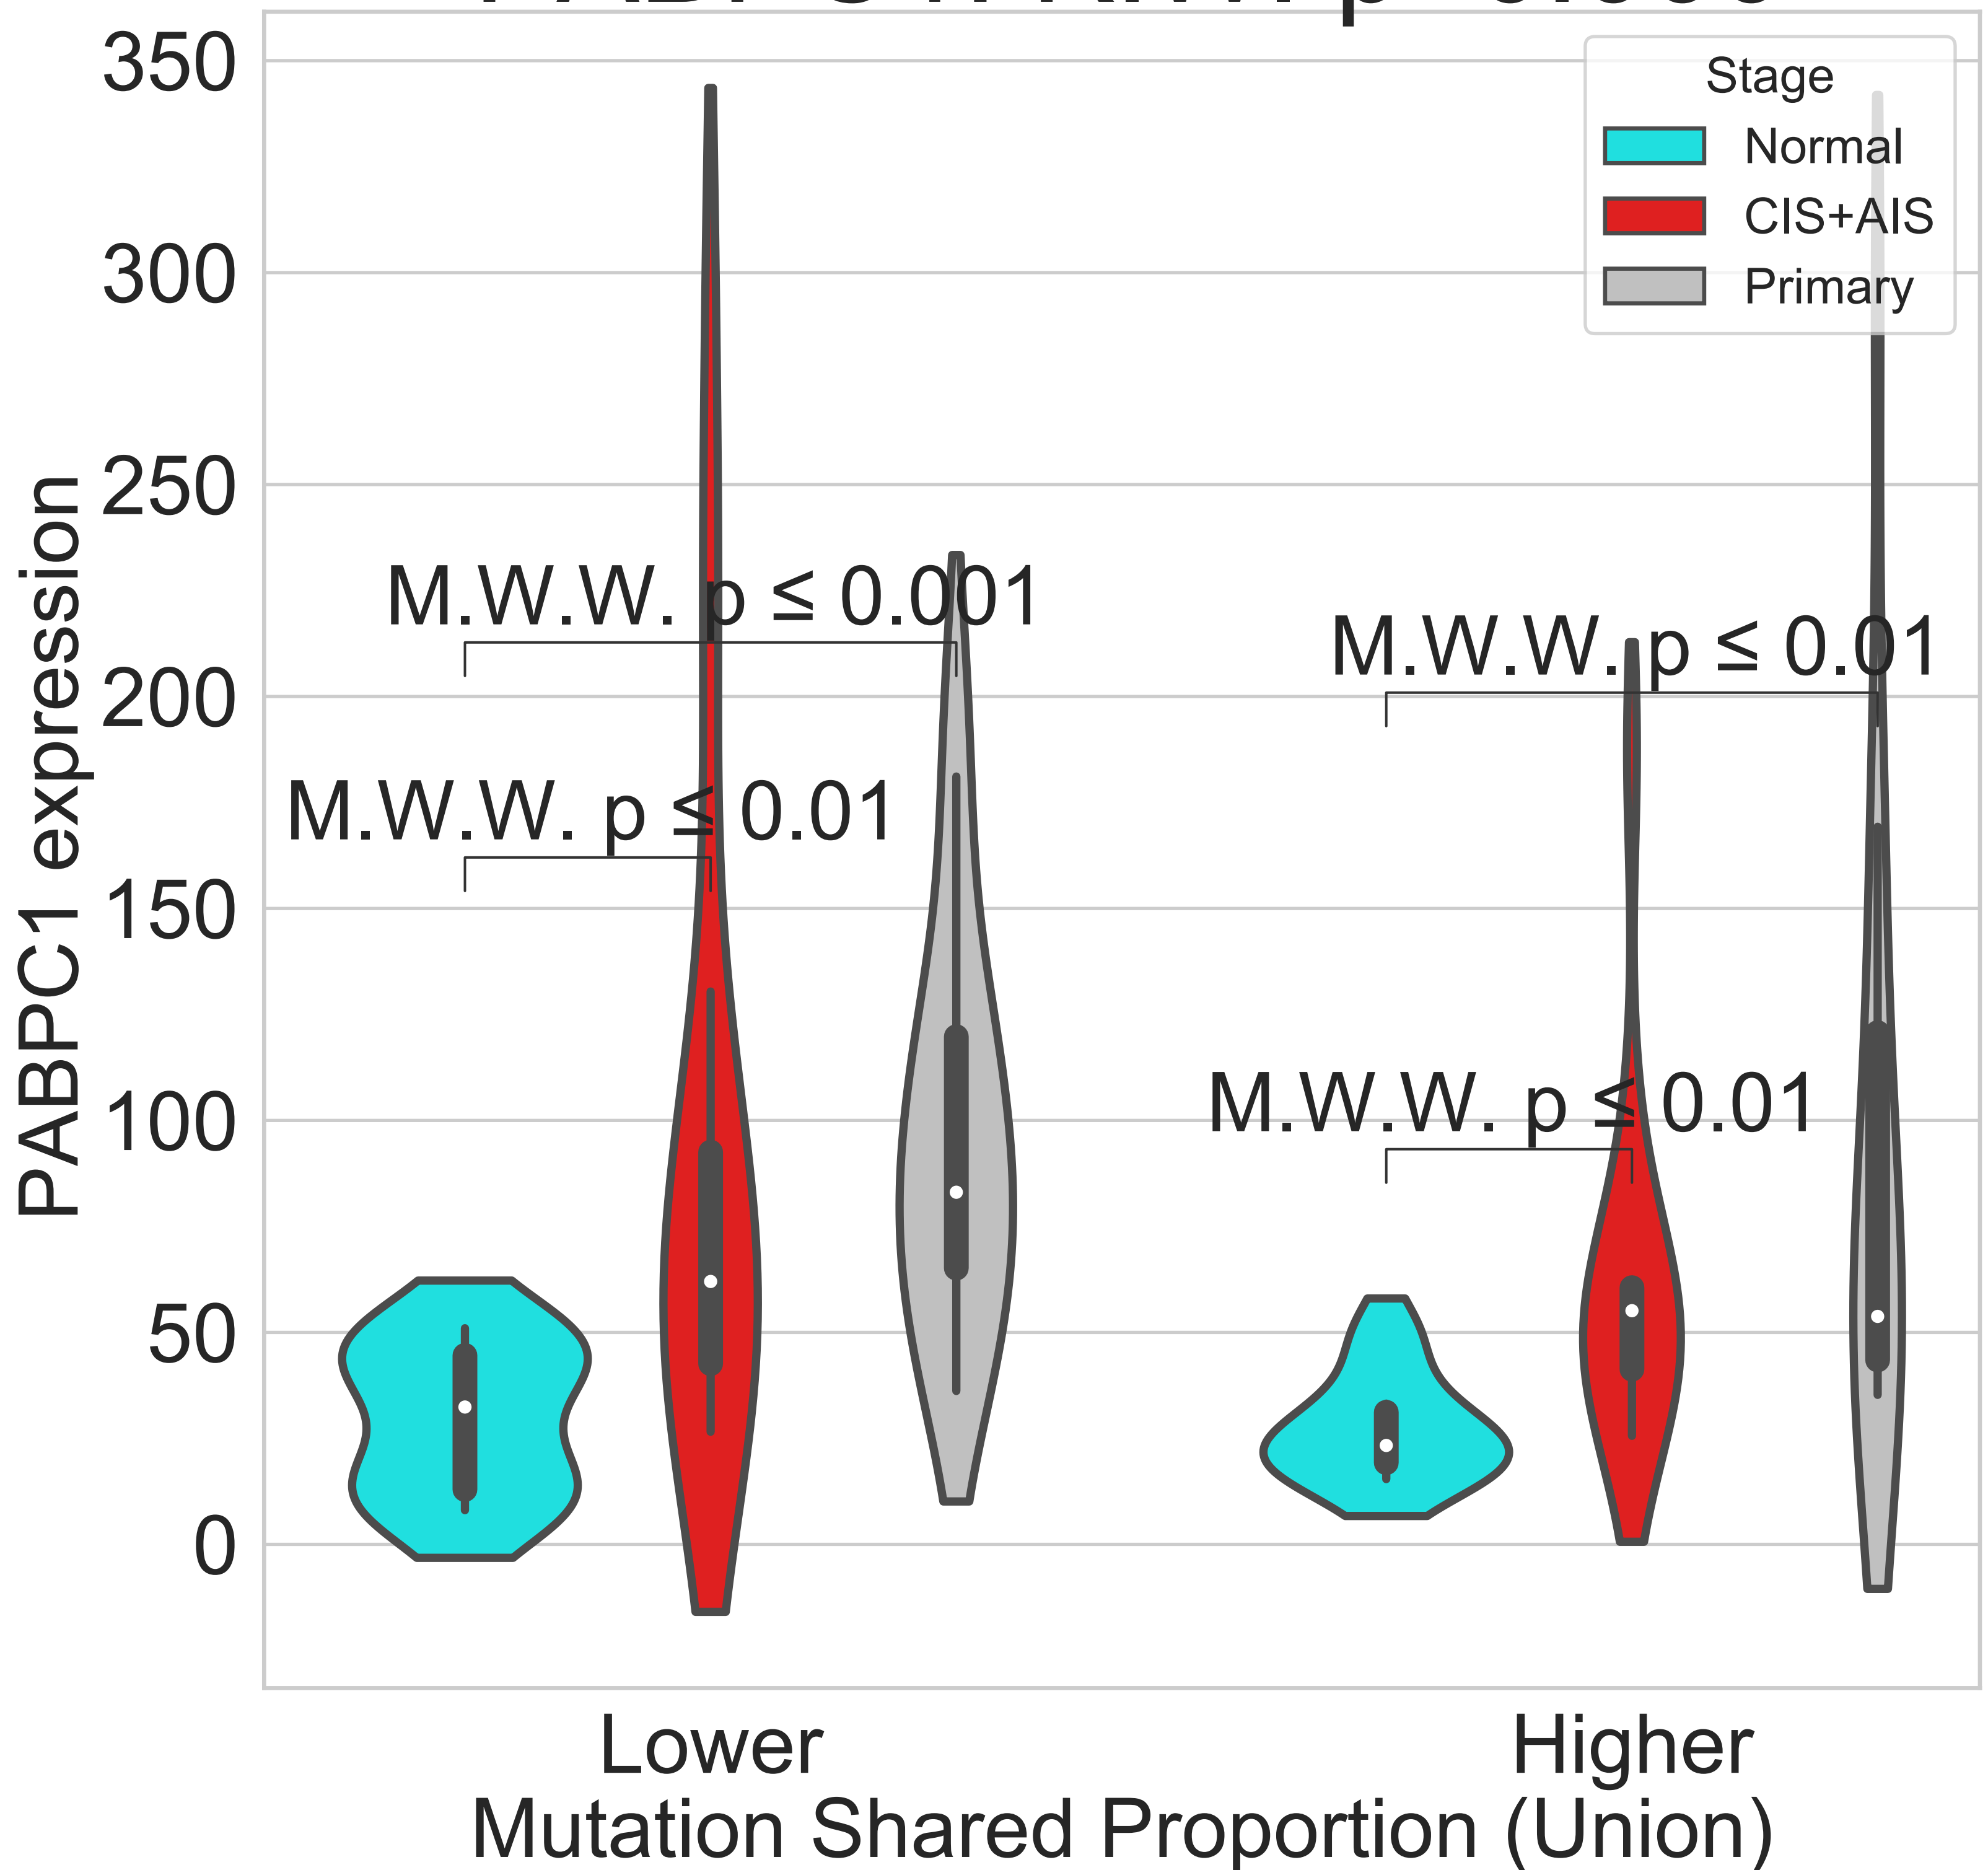 350
300
250
200
150
100
50
0
PABPC1 expression
Stage
Normal
CIS+AIS
Primary
M.W.W. p ≤ 0.001
M.W.W. p ≤ 0.01
M.W.W. p ≤ 0.01
M.W.W. p ≤ 0.01
Lower
Higher
Mutation Shared Proportion (Union)